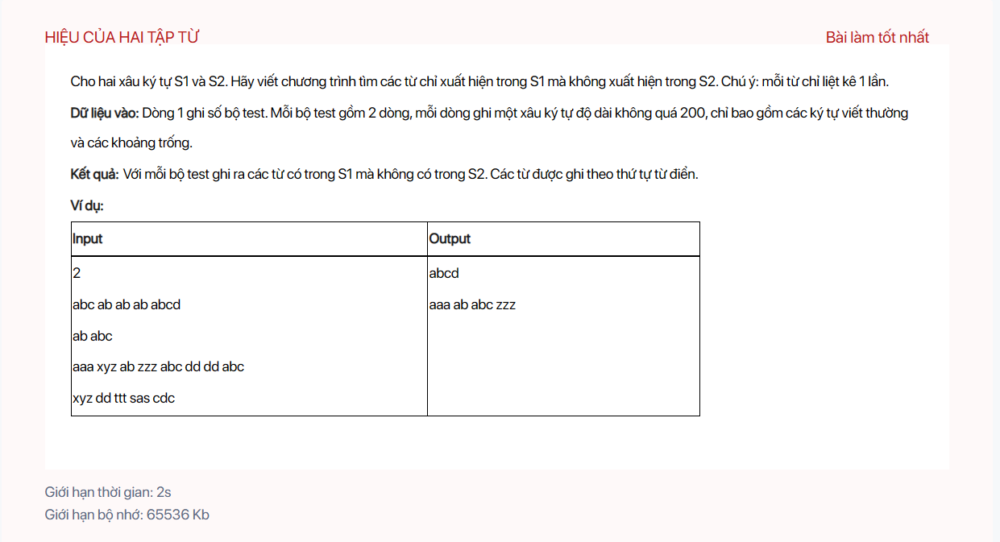 HIỆU CỦA HAI TẬP TỪ
Bài làm tốt nhất
Cho hai xâu ký tự S1 và S2. Hãy viết chương trình tìm các từ chỉ xuất hiện trong S1 mà không xuất hiện trong S2. Chú ý: mỗi từ chỉ liệt kê 1 lần.
Dữ liệu vào: Dòng 1 ghi số bộ test. Mỗi bộ test gồm 2 dòng, mỗi dòng ghi một xâu ký tự độ dài không quá 200, chỉ bao gồm các ký tự viết thường
và các khoảng trống.
Kết quả: Với mỗi bộ test ghi ra các từ có trong S1 mà không có trong S2. Các từ được ghi theo thứ tự từ điển.
Ví dụ:
Input
Output
2
abc ab ab ab abcd
ab abc
aaa xyz ab zzz abc dd dd abc
xyz dd ttt sas cdc
abcd
aaa ab abc zzz
Giới hạn thời gian: 2s
Giới hạn bộ nhớ: 65536 Kb